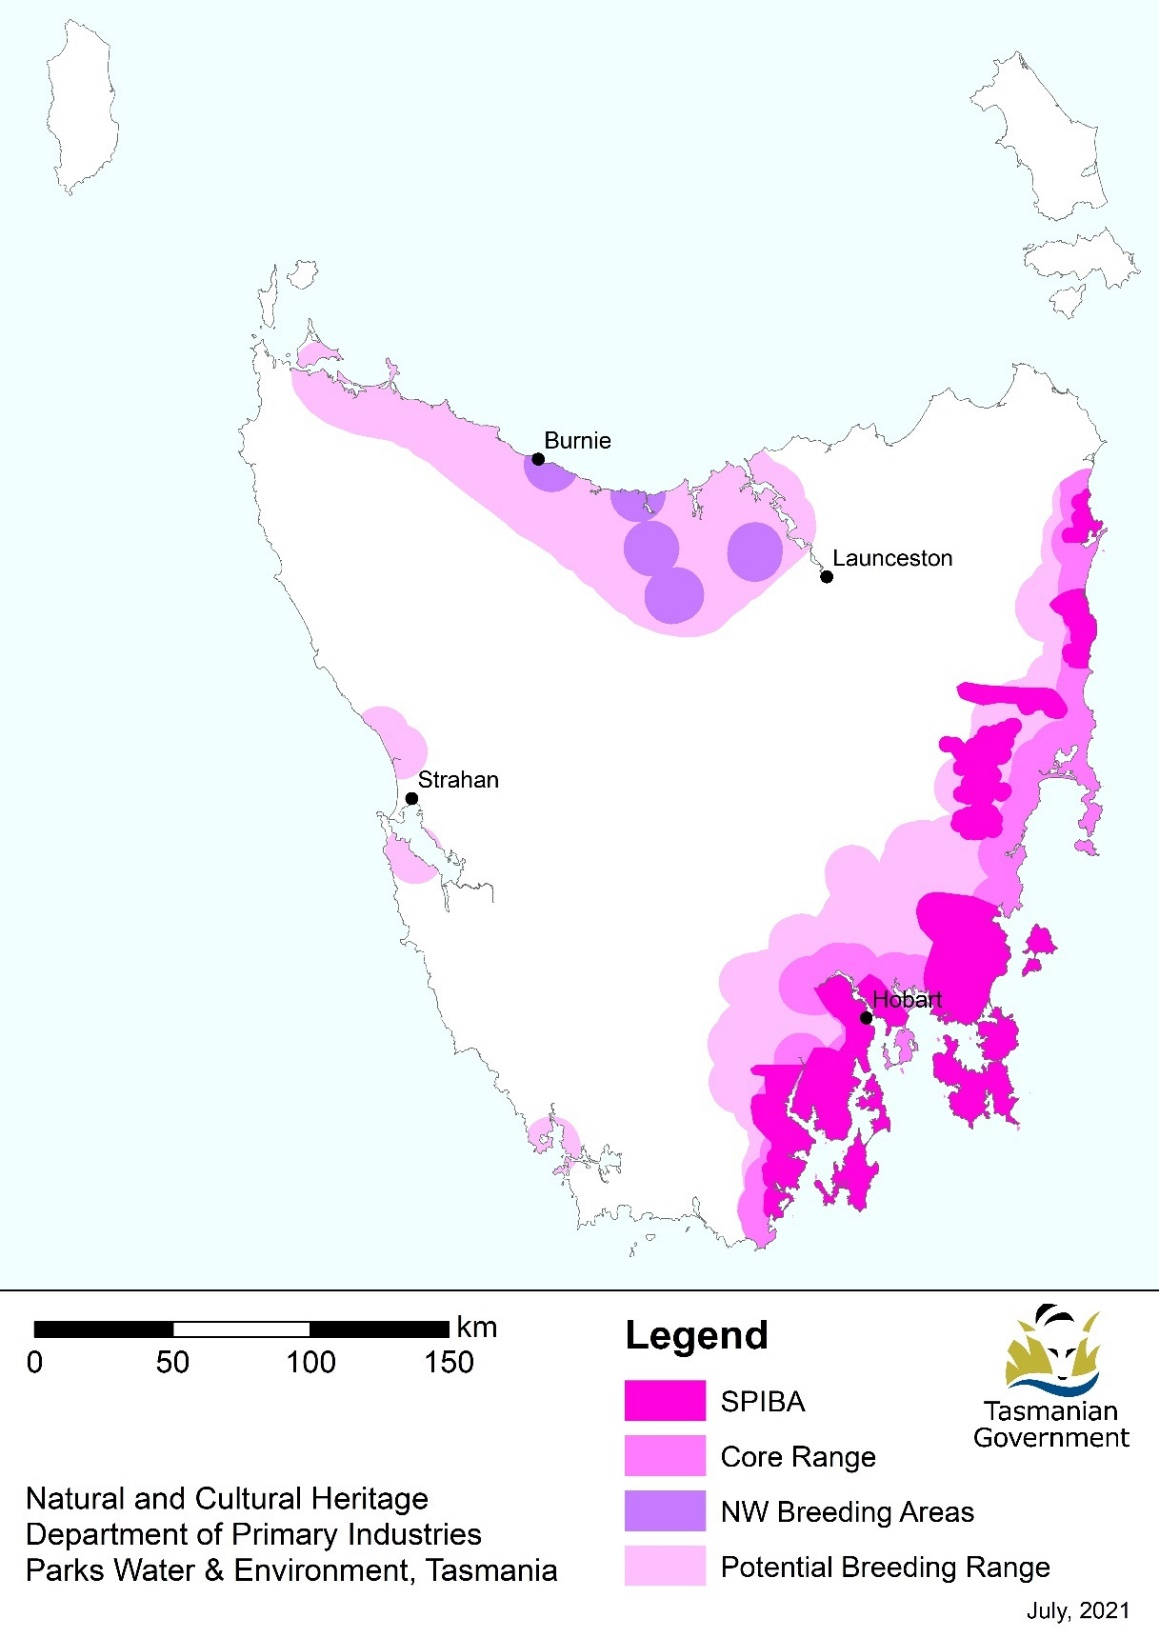 Burnie
Launceston
Strahan
Hobart
km
0 50 100 150
Natural and Cultural Heritage
Department of Primary Industries
Parks Water & Environment, Tasmania
Legend
SPIBA
Core Range
NW Breeding Areas
Potential Breeding Range
Tasmanian
Government
July, 2021